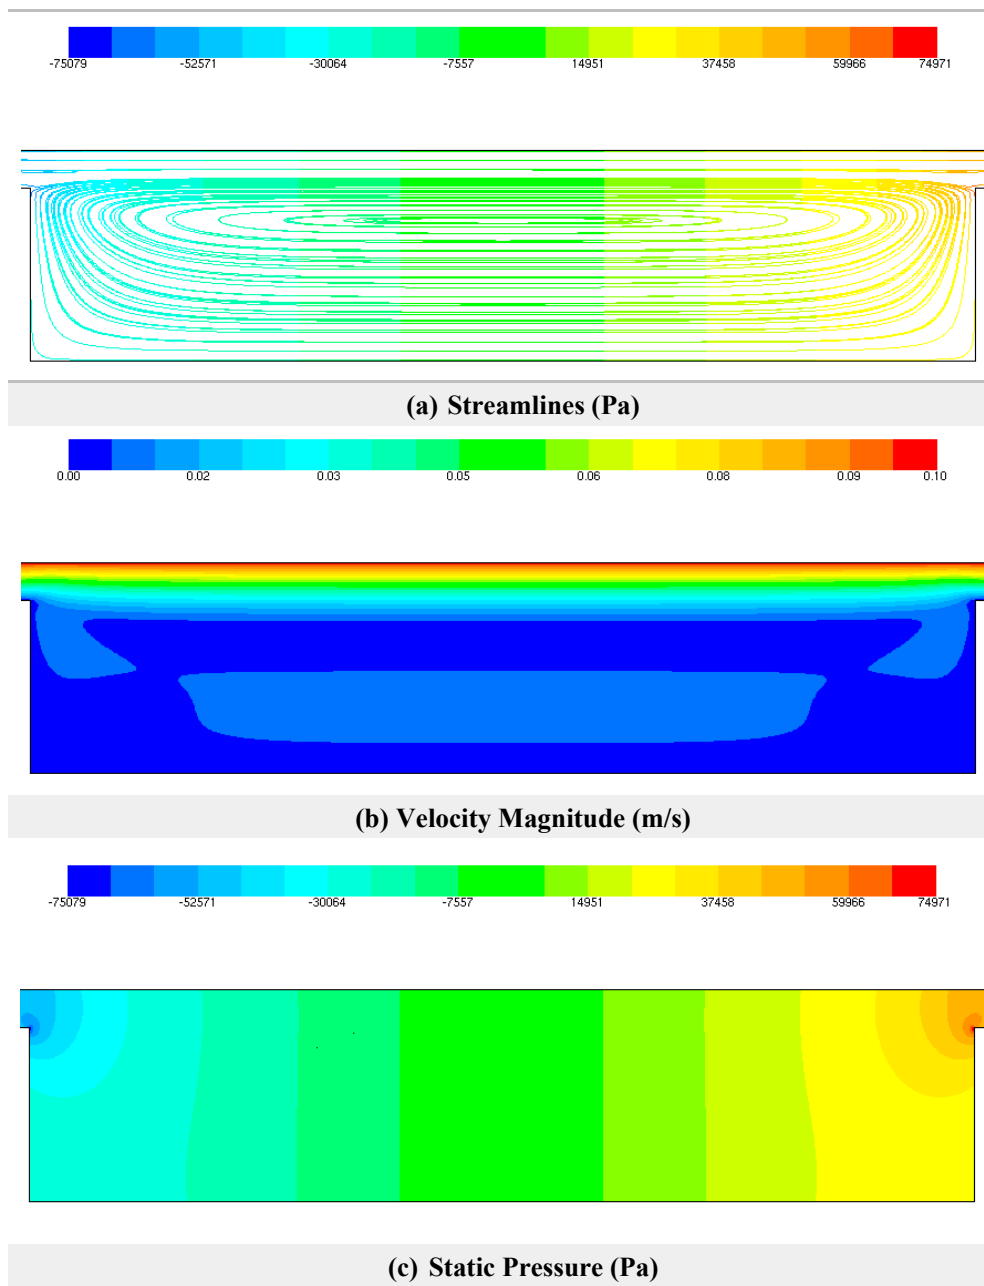 -75079 -52571 -30064 -7557 14951 37458 59966 74971
(a) Streamlines (Pa)
0.00 0.02 0.03 0.05 0.06 0.08 0.09 0.10
(b) Velocity Magnitude (m/s)
-75079 -52571 -30064 -7557 14951 37458 59966 74971
(c) Static Pressure (Pa)